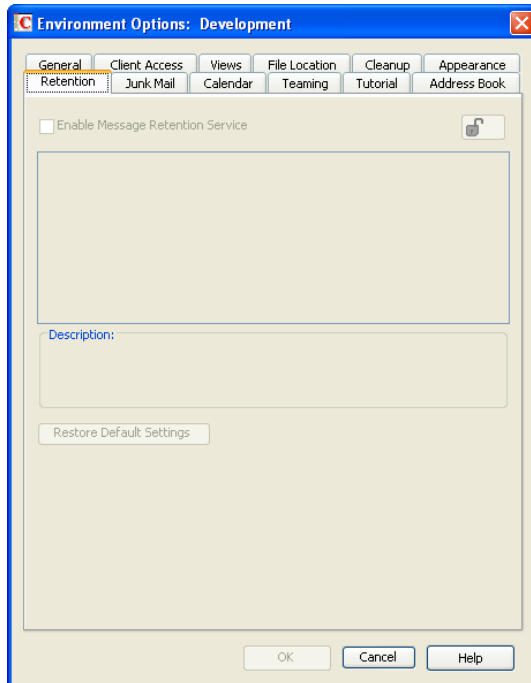 C Environment Options: Development
General Client Access Views File Location Cleanup Appearance
Retention Junk Mail Calendar Teaming Tutorial Address Book
Enable Message Retention Service
Description:
Restore Default Settings
OK Cancel Help